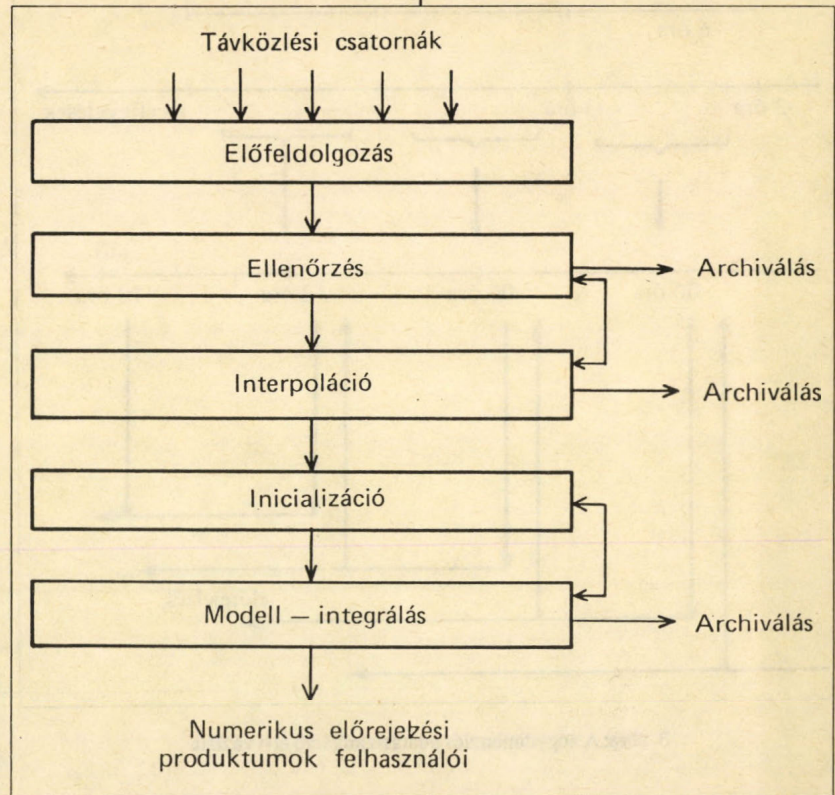 Távközlési csatornák
Előfeldolgozás
Ellenőrzés
Archiválás
Interpoláció
Archiválás
Inicializáció
Modell — integrálás
Archiválás
Numerikus előrejelzési
produktumok felhasználói